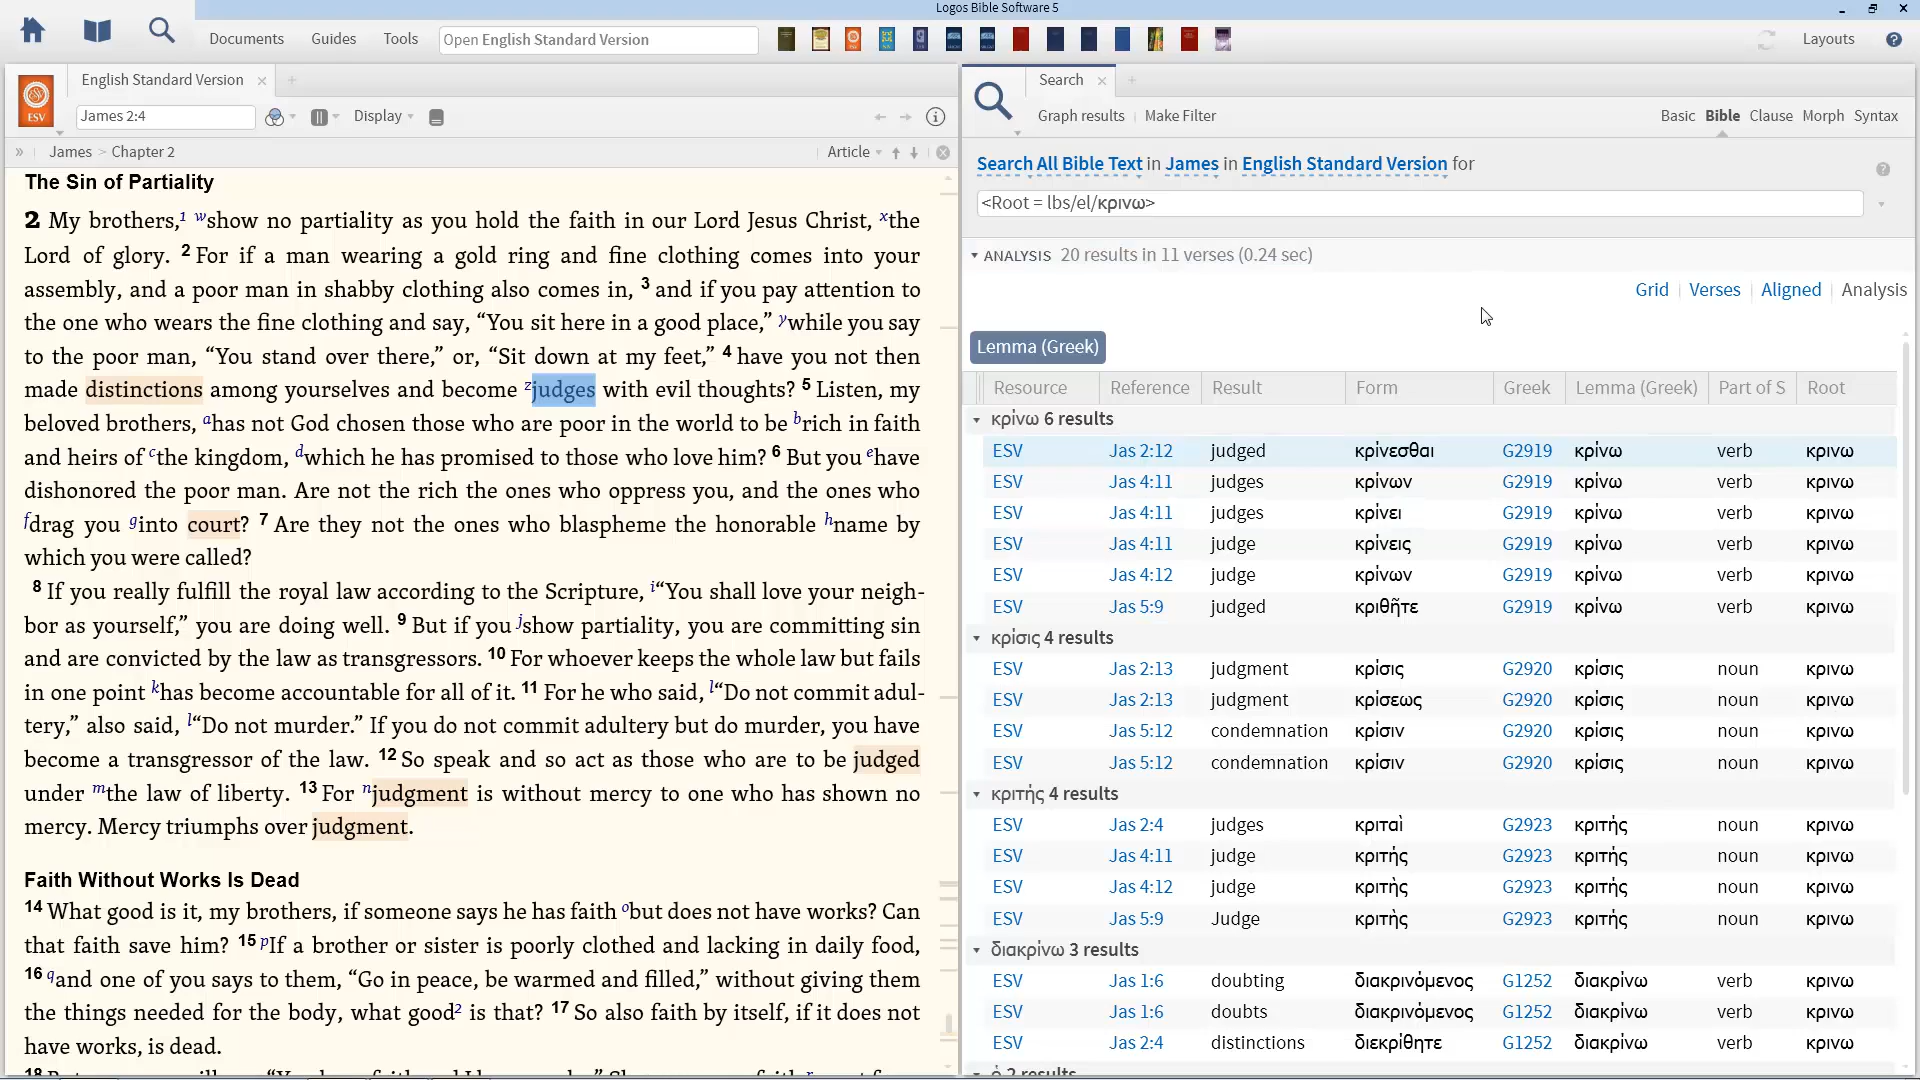 Logos Bible Software 5
Documents Guides Tools Open English Standard Version Layouts
English Standard Version
ESV James 2:4 Display
James > Chapter 2 Article
The Sin of Partiality
2 My brothers,1 wshow no partiality as you hold the faith in our Lord Jesus Christ, xthe
Lord of glory. 2 For if a man wearing a gold ring and fine clothing comes into your
assembly, and a poor man in shabby clothing also comes in, 3 and if you pay attention to
the one who wears the fine clothing and say, “You sit here in a good place,” ywhile you say
to the poor man, “You stand over there,” or, “Sit down at my feet,” 4 have you not then
made distinctions among yourselves and become zjudges with evil thoughts? 5 Listen, my
beloved brothers, ahas not God chosen those who are poor in the world to be brich in faith
and heirs of cthe kingdom, dwhich he has promised to those who love him? 6 But you ehave
dishonored the poor man. Are not the rich the ones who oppress you, and the ones who
fdrag you ginto court? 7 Are they not the ones who blaspheme the honorable hname by
which you were called?
8 If you really fulfill the royal law according to the Scripture, i“You shall love your neigh-
bor as yourself,” you are doing well. 9 But if you jshow partiality, you are committing sin
and are convicted by the law as transgressors. 10 For whoever keeps the whole law but fails
in one point khas become accountable for all of it. 11 For he who said, l“Do not commit adul-
tery,” also said, l“Do not murder.” If you do not commit adultery but do murder, you have
become a transgressor of the law. 12 So speak and so act as those who are to be judged
under mthe law of liberty. 13 For njudgment is without mercy to one who has shown no
mercy. Mercy triumphs over judgment.
Faith Without Works Is Dead
14 What good is it, my brothers, if someone says he has faith obut does not have works? Can
that faith save him? 15 pIf a brother or sister is poorly clothed and lacking in daily food,
16 qand one of you says to them, “Go in peace, be warmed and filled,” without giving them
the things needed for the body, what good2 is that? 17 So also faith by itself, if it does not
have works, is dead.
Search
Graph results Make Filter Basic Bible Clause Morph Syntax
Search All Bible Text in James in English Standard Version for
<Root = lbs/el/κρινω>
ANALYSIS 20 results in 11 verses (0.24 sec)
Grid Verses Aligned Analysis
Lemma (Greek)
Resource Reference Result Form Greek Lemma (Greek) Part of S Root
κρίνω 6 results
ESV Jas 2:12 judged κρίνεσθαι G2919 κρίνω verb κρινω
ESV Jas 4:11 judges κρίνων G2919 κρίνω verb κρινω
ESV Jas 4:11 judges κρίνει G2919 κρίνω verb κρινω
ESV Jas 4:11 judge κρίνεις G2919 κρίνω verb κρινω
ESV Jas 4:12 judge κρίνων G2919 κρίνω verb κρινω
ESV Jas 5:9 judged κριθῆτε G2919 κρίνω verb κρινω
κρίσις 4 results
ESV Jas 2:13 judgment κρίσις G2920 κρίσις noun κρινω
ESV Jas 2:13 judgment κρίσεως G2920 κρίσις noun κρινω
ESV Jas 5:12 condemnation κρίσιν G2920 κρίσις noun κρινω
ESV Jas 5:12 condemnation κρίσιν G2920 κρίσις noun κρινω
κριτής 4 results
ESV Jas 2:4 judges κριταὶ G2923 κριτής noun κρινω
ESV Jas 4:11 judge κριτής G2923 κριτής noun κρινω
ESV Jas 4:12 judge κριτὴς G2923 κριτής noun κρινω
ESV Jas 5:9 Judge κριτὴς G2923 κριτής noun κρινω
διακρίνω 3 results
ESV Jas 1:6 doubting διακρινόμενος G1252 διακρίνω verb κρινω
ESV Jas 1:6 doubts διακρινόμενος G1252 διακρίνω verb κρινω
ESV Jas 2:4 distinctions διεκρίθητε G1252 διακρίνω verb κρινω